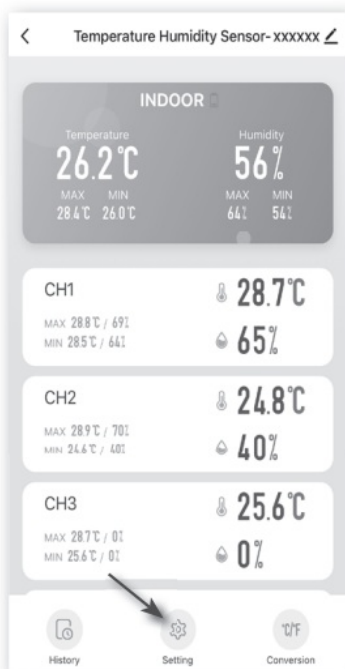 Temperature Humidity Sensor- xxxxxx
INDOOR
Temperature Humidity
26.2℃ 56%
MAX MIN MAX MIN
28.4℃ 26.0℃ 64% 54%
CH1 28.7℃
MAX 28.8℃ / 69%
MIN 28.5℃ / 64% 65%
CH2 24.8℃
MAX 28.9℃ / 70%
MIN 24.6℃ / 40% 40%
CH3 25.6℃
MAX 28.7℃ / 0%
MIN 25.6℃ / 0% 0%
℃/℉
History Setting Conversion